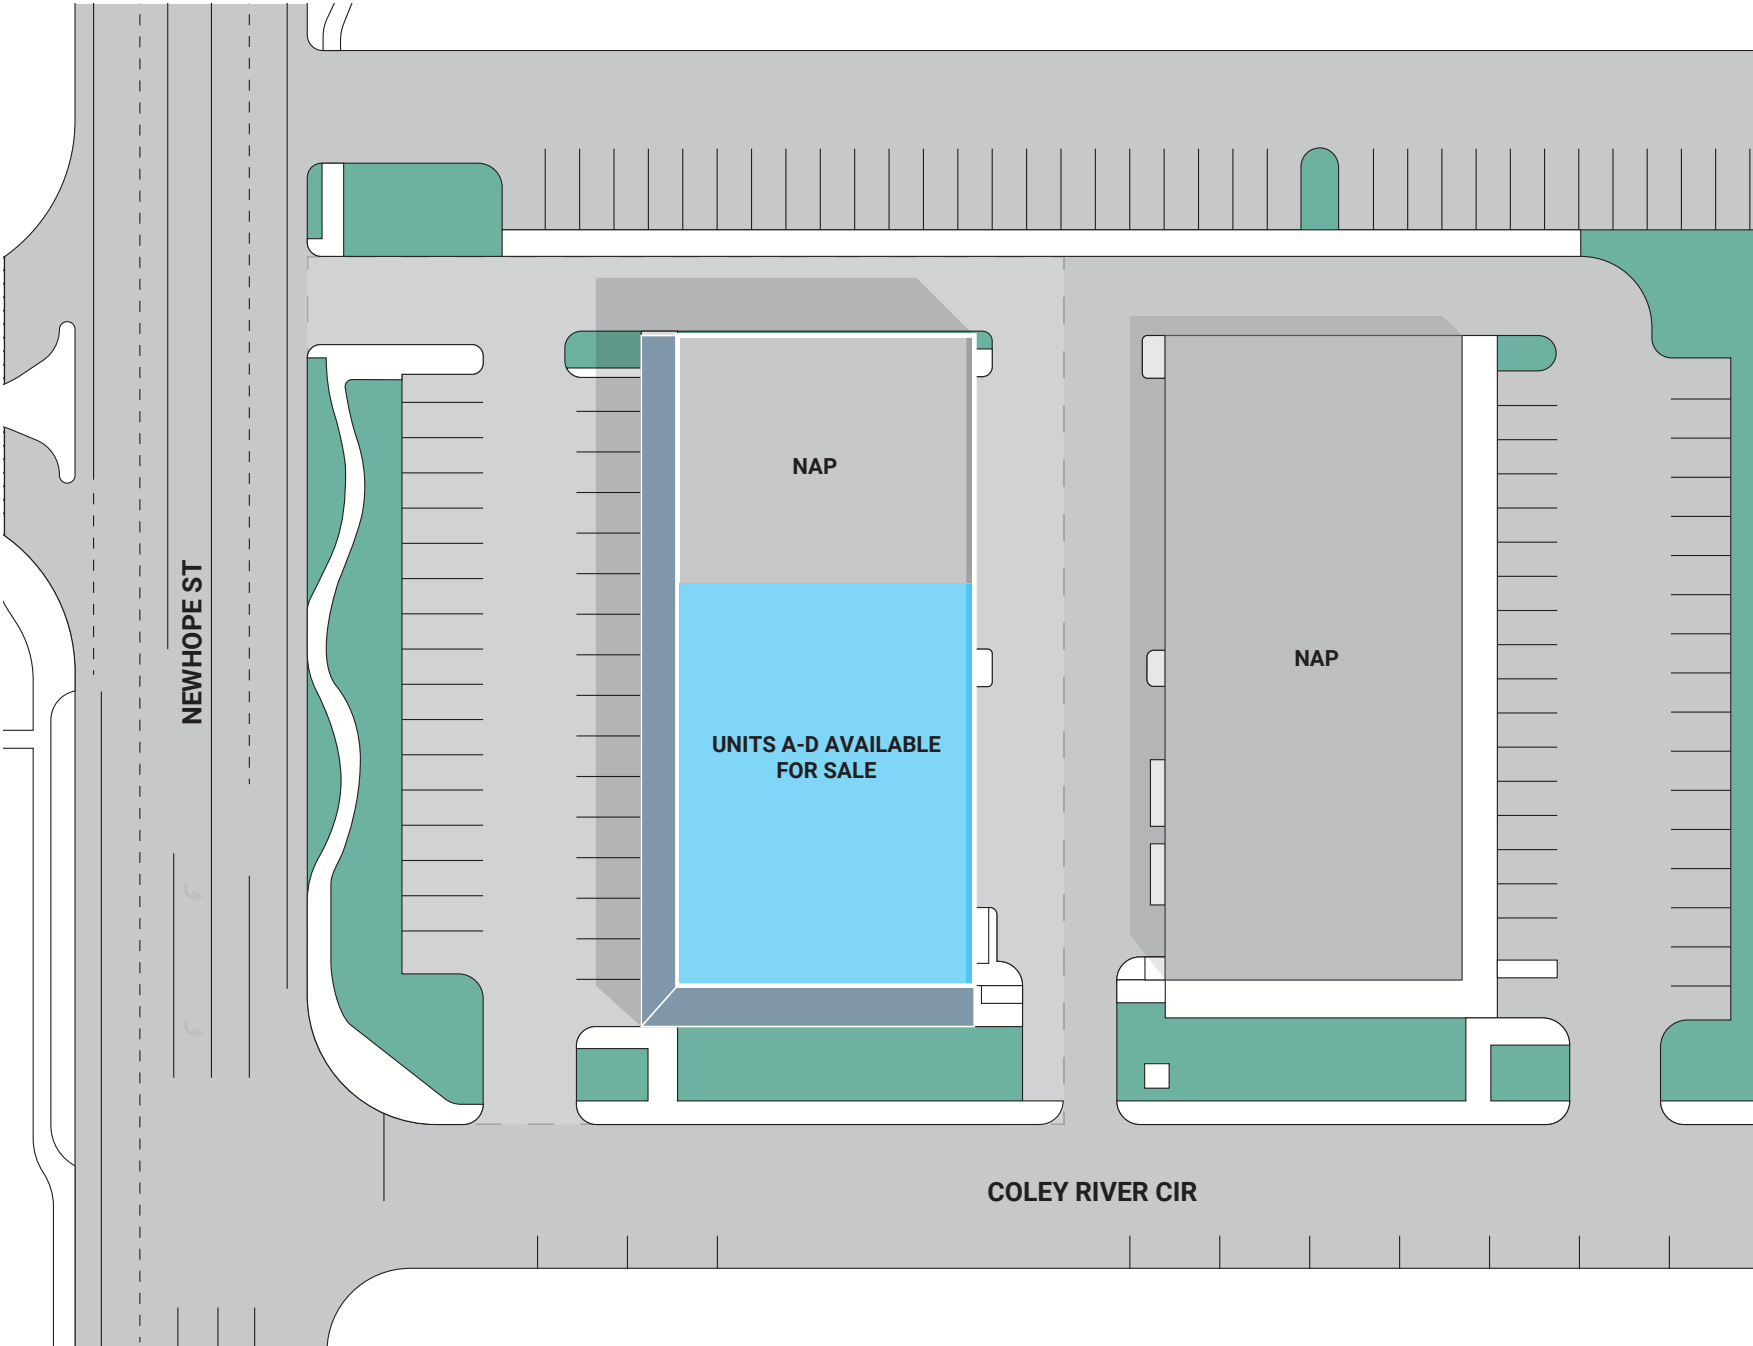 NAP
NEWHOPE ST
NAP
UNITS A-D AVAILABLE
FOR SALE
COLEY RIVER CIR